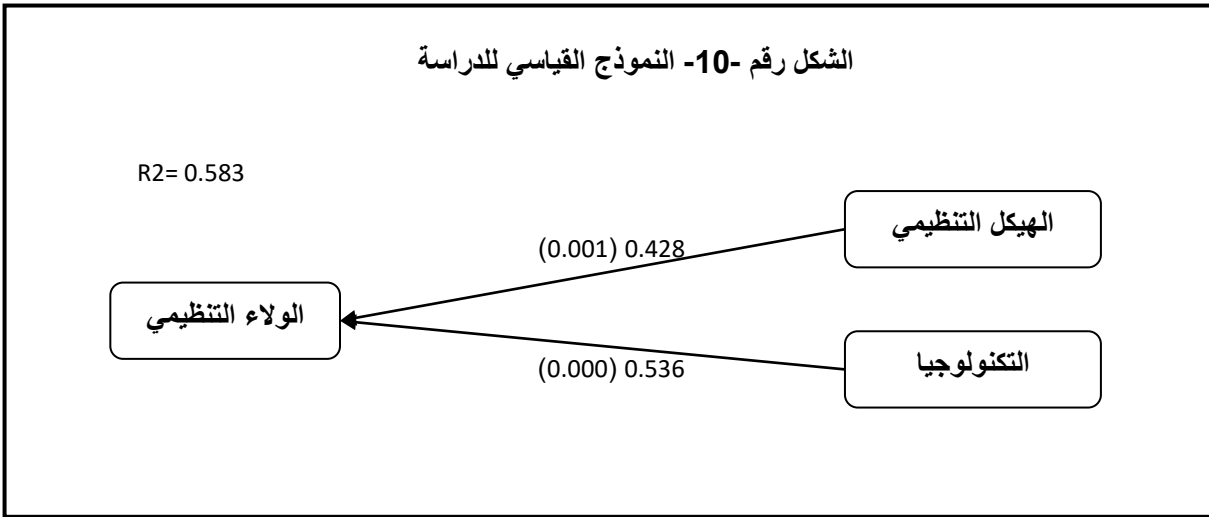 الشكل رقم -10- النموذج القياسي للدراسة
R2= 0.583
الهيكل التنظيمي
(0.001) 0.428
الولاء التنظيمي
التكنولوجيا
(0.000) 0.536